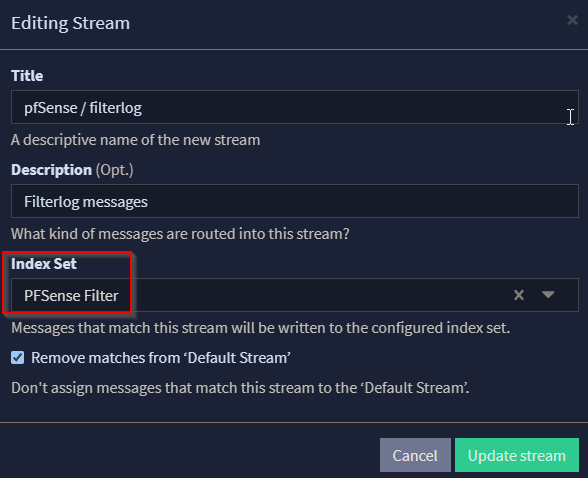 Editing Stream
Title
pfSense / filterlog
A descriptive name of the new stream
Description (Opt.)
Filterlog messages
What kind of messages are routed into this stream?
Index Set
PFSense Filter
Messages that match this stream will be written to the configured index set.
Remove matches from ‘Default Stream’
Don't assign messages that match this stream to the ‘Default Stream’.
Cancel
Update stream